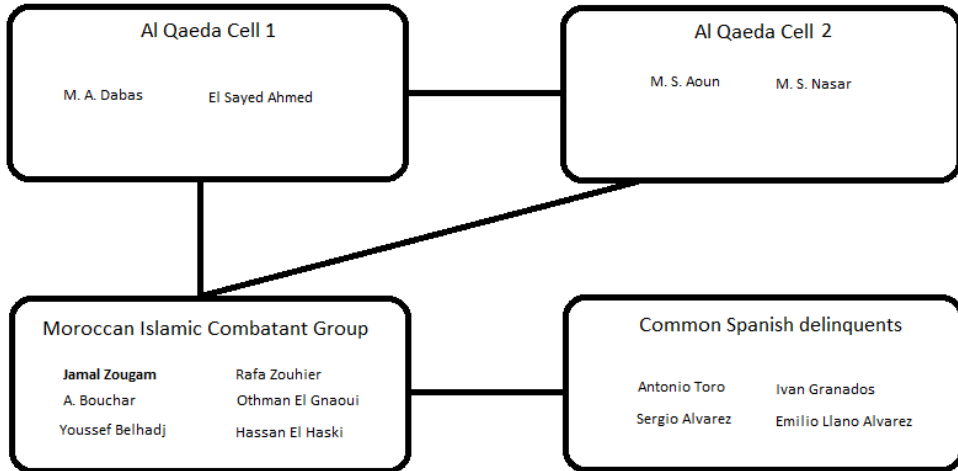 Al Qaeda Cell 1
M. A. Dabas El Sayed Ahmed
Al Qaeda Cell 2
M. S. Aoun M. S. Nasar
Moroccan Islamic Combatant Group
Jamal Zougam Rafa Zouhier
A. Bouchar Othman El Gnaoui
Youssef Belhadj Hassan El Haski
Common Spanish delinquents
Antonio Toro Ivan Granados
Sergio Alvarez Emilio Llano Alvarez